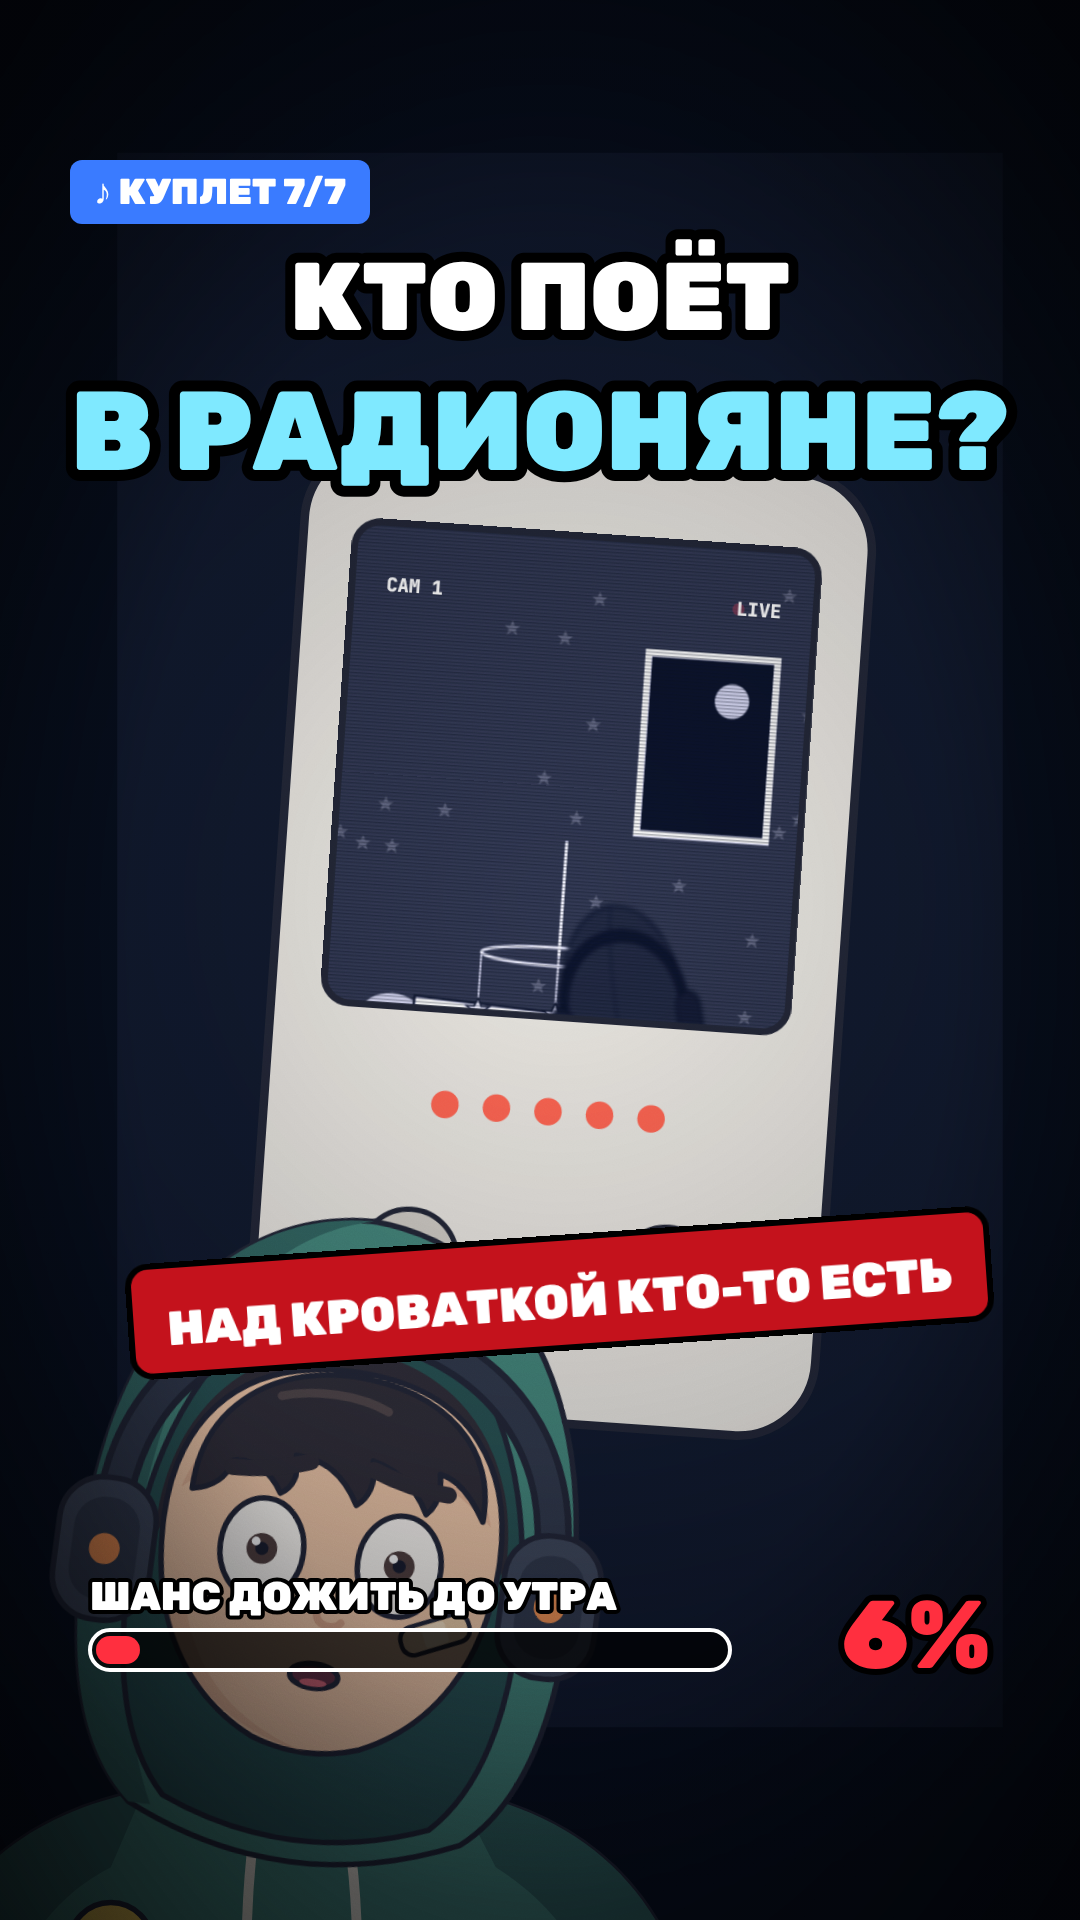 ♪ КУПЛЕТ 7/7
КТО ПОЁТ
В РАДИОНЯНЕ?
CAM 1
LIVE
НАД КРОВАТКОЙ КТО-ТО ЕСТЬ
ШАНС ДОЖИТЬ ДО УТРА
6%